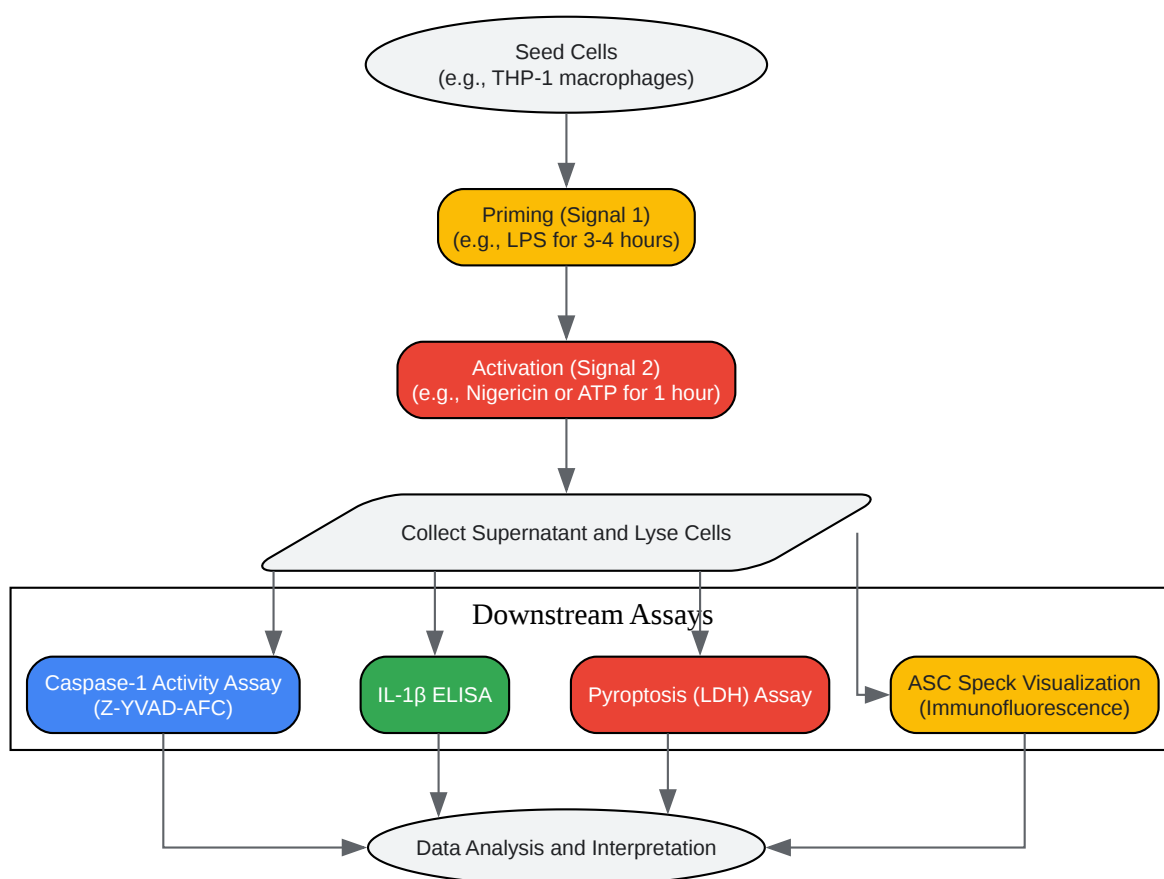 Seed Cells
(e.g., THP-1 macrophages)
Priming (Signal 1)
(e.g., LPS for 3-4 hours)
Activation (Signal 2)
(e.g., Nigericin or ATP for 1 hour)
Collect Supernatant and Lyse Cells
Downstream Assays
Caspase-1 Activity Assay
(Z-YVAD-AFC)
IL-1β ELISA
Pyroptosis (LDH) Assay
ASC Speck Visualization
(Immunofluorescence)
Data Analysis and Interpretation